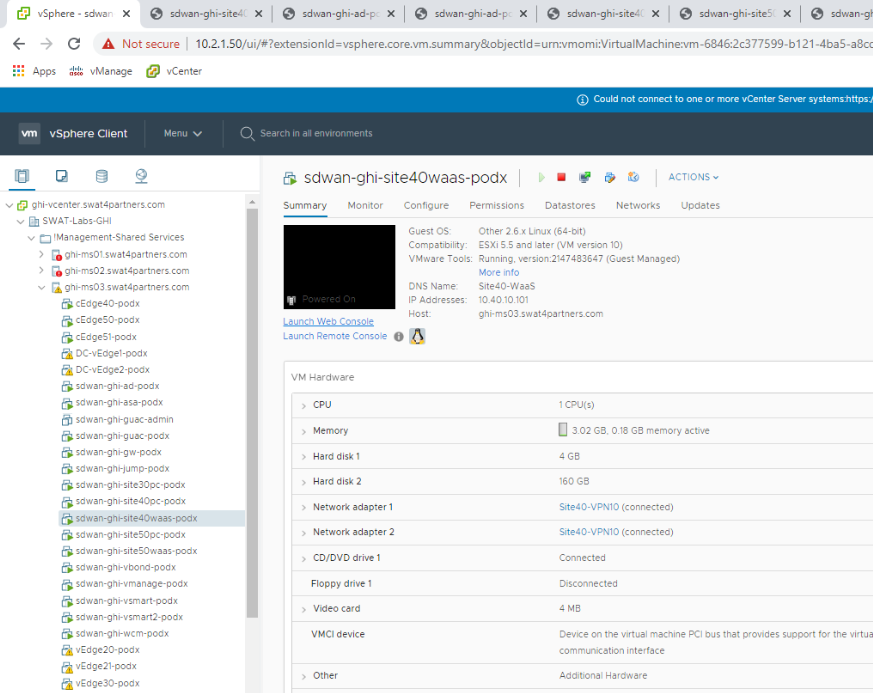 vSphere - sdwan
sdwan-ghi-site40
sdwan-ghi-ad-po
sdwan-ghi-ad-po
sdwan-ghi-site40
sdwan-ghi-site50
sdwan-ghi
Not secure | 10.2.1.50/ui/#?extensionId=vsphere.core.vm.summary&objectId=urn:vmomi:VirtualMachine:vm-6846:2c377599-b121-4ba5-a8cd
Apps
cisco vManage
vCenter
Could not connect to one or more vCenter Server systems:https:/
vm vSphere Client
Menu
Search in all environments
ghi-vcenter.swat4partners.com
SWAT-Labs-GHI
!Management-Shared Services
ghi-ms01.swat4partners.com
ghi-ms02.swat4partners.com
ghi-ms03.swat4partners.com
cEdge40-podx
cEdge50-podx
cEdge51-podx
DC-vEdge1-podx
DC-vEdge2-podx
sdwan-ghi-ad-podx
sdwan-ghi-asa-podx
sdwan-ghi-guac-admin
sdwan-ghi-guac-podx
sdwan-ghi-gw-podx
sdwan-ghi-jump-podx
sdwan-ghi-site30pc-podx
sdwan-ghi-site40pc-podx
sdwan-ghi-site40waas-podx
sdwan-ghi-site50pc-podx
sdwan-ghi-site50waas-podx
sdwan-ghi-vbond-podx
sdwan-ghi-vmanage-podx
sdwan-ghi-vsmart-podx
sdwan-ghi-vsmart2-podx
sdwan-ghi-wcm-podx
vEdge20-podx
vEdge21-podx
vEdge30-podx
sdwan-ghi-site40waas-podx
ACTIONS
Summary Monitor Configure Permissions Datastores Networks Updates
Powered On
Launch Web Console
Launch Remote Console
Guest OS: Other 2.6.x Linux (64-bit)
Compatibility: ESXi 5.5 and later (VM version 10)
VMware Tools: Running, version:2147483647 (Guest Managed)
More info
DNS Name: Site40-WaaS
IP Addresses: 10.40.10.101
Host: ghi-ms03.swat4partners.com
VM Hardware
CPU 1 CPU(s)
Memory 3.02 GB, 0.18 GB memory active
Hard disk 1 4 GB
Hard disk 2 160 GB
Network adapter 1 Site40-VPN10 (connected)
Network adapter 2 Site40-VPN10 (connected)
CD/DVD drive 1 Connected
Floppy drive 1 Disconnected
Video card 4 MB
VMCI device Device on the virtual machine PCI bus that provides support for the virtua
communication interface
Other Additional Hardware